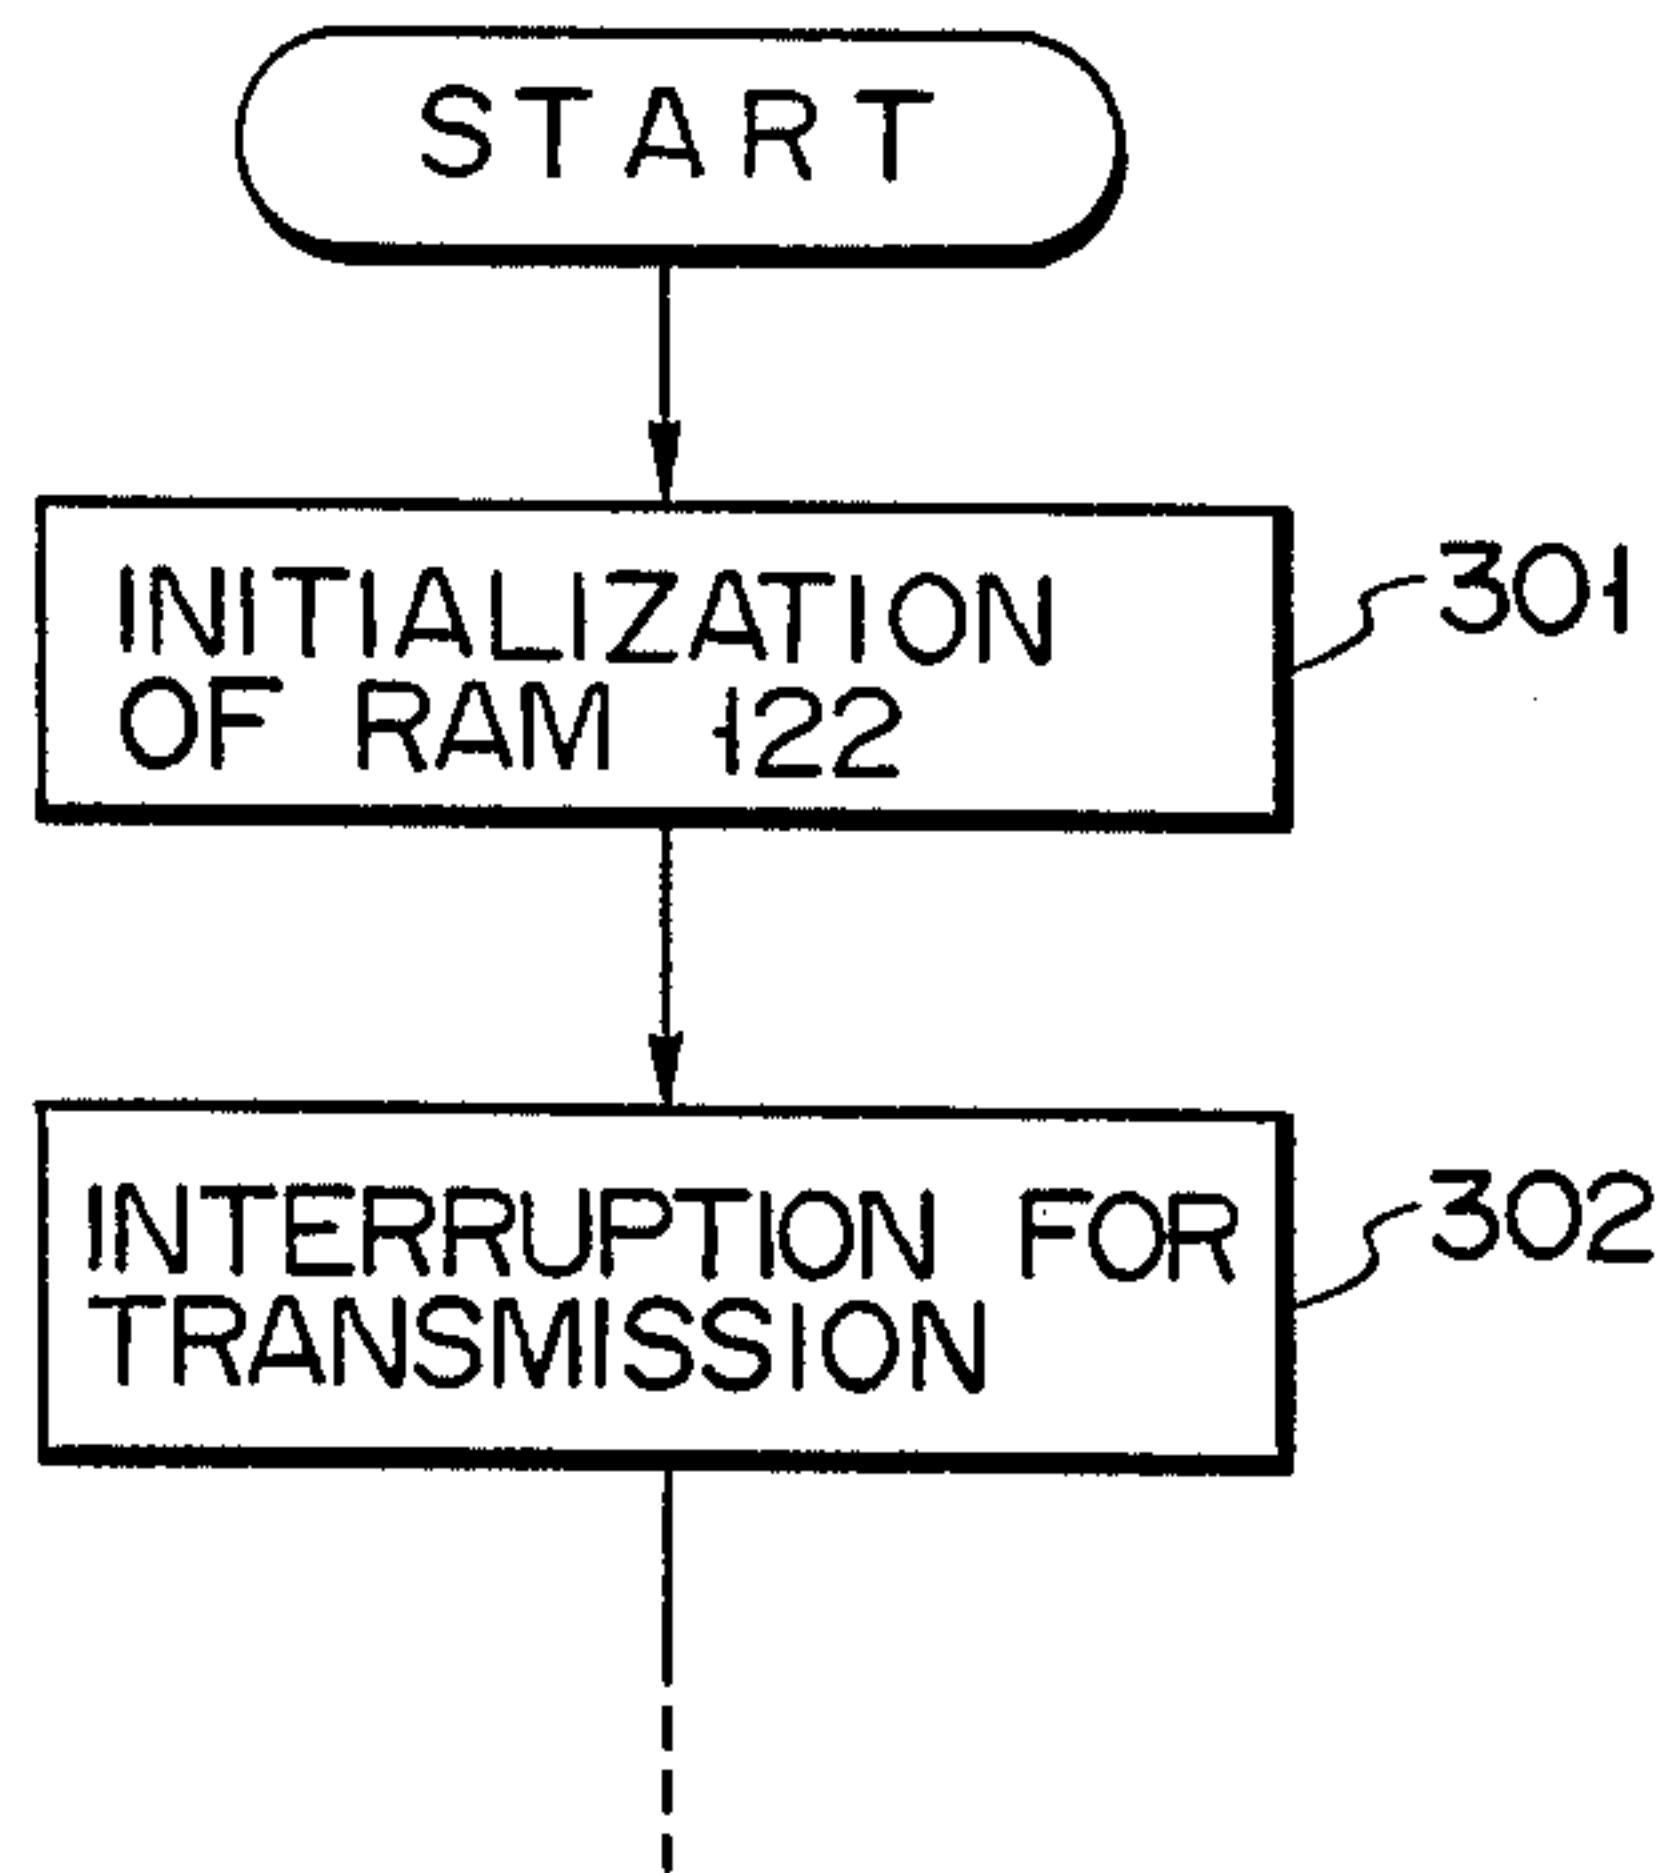 START
INITIALIZATION
OF RAM 122
301
INTERRUPTION FOR
TRANSMISSION
302